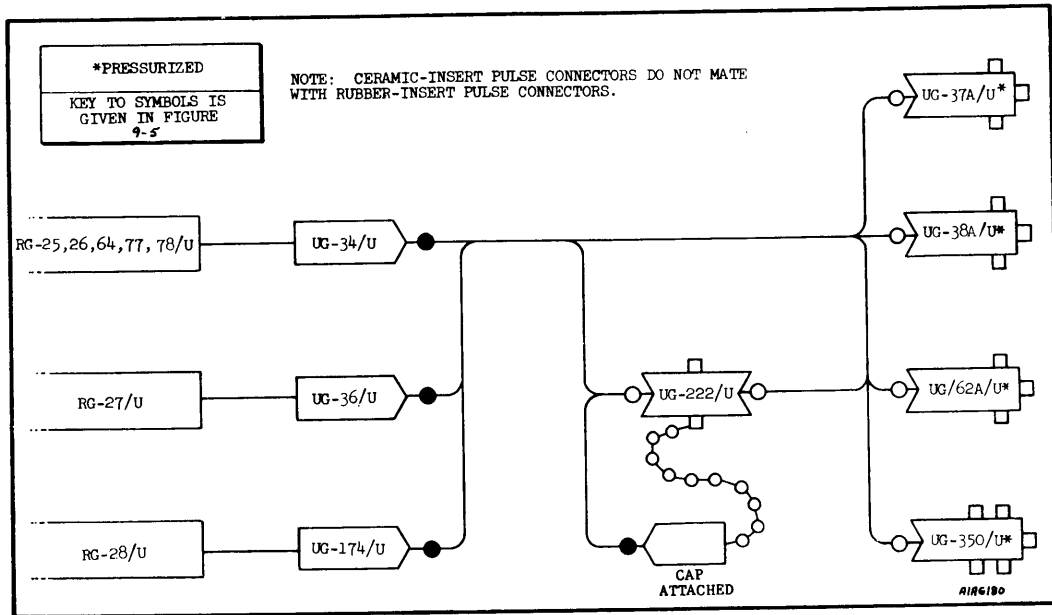 *PRESSURIZED
KEY TO SYMBOLS IS
GIVEN IN FIGURE
9-5
NOTE: CERAMIC-INSERT PULSE CONNECTORS DO NOT MATE
WITH RUBBER-INSERT PULSE CONNECTORS.
UG-37A/U*
RG-25,26,64,77, 78/U
UG-34/U
UG-38A/U*
RG-27/U
UG-36/U
UG-222/U
UG/62A/U*
RG-28/U
UG-174/U
CAP
ATTACHED
UG-350/U*
A1A6180